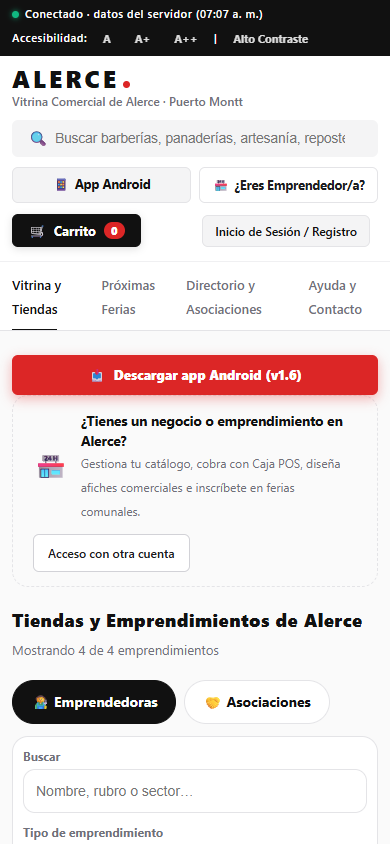 Conectado · datos del servidor (07:07 a. m.)
Accesibilidad: A A+ A++ | Alto Contraste
ALERCE.
Vitrina Comercial de Alerce · Puerto Montt
Buscar barberías, panaderías, artesanía, reposte
App Android
¿Eres Emprendedor/a?
Carrito 0
Inicio de Sesión / Registro
Vitrina y
Tiendas
Próximas
Ferias
Directorio y
Asociaciones
Ayuda y
Contacto
Descargar app Android (v1.6)
¿Tienes un negocio o emprendimiento en
Alerce?
Gestiona tu catálogo, cobra con Caja POS, diseña
afiches comerciales e inscríbete en ferias
comunales.
Acceso con otra cuenta
Tiendas y Emprendimientos de Alerce
Mostrando 4 de 4 emprendimientos
Emprendedoras
Asociaciones
Buscar
Nombre, rubro o sector...
Tipo de emprendimiento